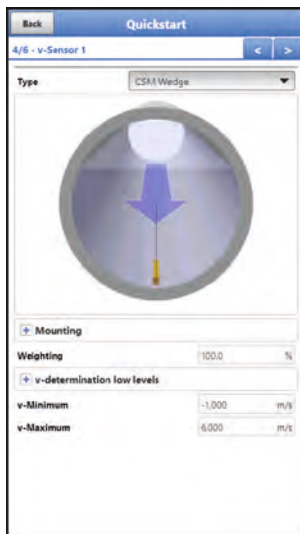 Back Quickstart
4/6 - v-Sensor 1 < >
Type CSM Wedge
+ Mounting
Weighting 100.0 %
+ v-determination low levels
v-Minimum -1,000 m/s
v-Maximum 6,000 m/s